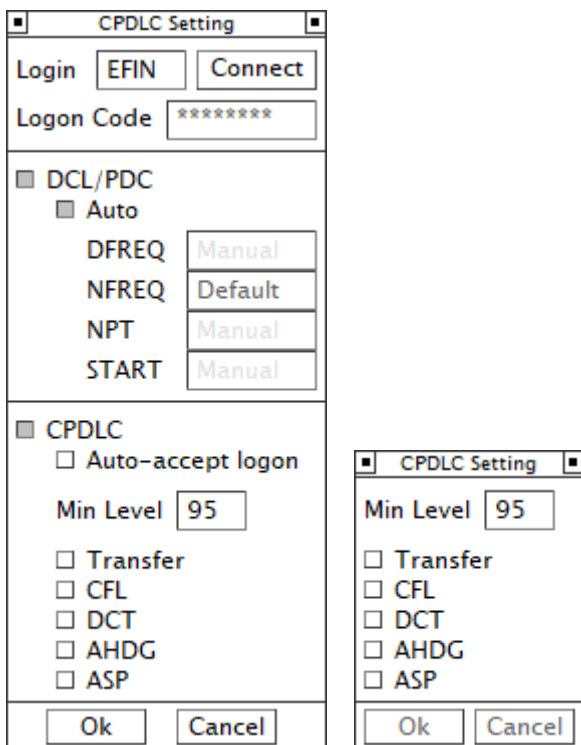 CPDLC Setting
Login EFIN Connect
Logon Code ********
DCL/PDC
Auto
DFREQ Manual
NFREQ Default
NPT Manual
START Manual
CPDLC
Auto-accept logon
Min Level 95
Transfer
CFL
DCT
AHDG
ASP
Ok Cancel
CPDLC Setting
Min Level 95
Transfer
CFL
DCT
AHDG
ASP
Ok Cancel